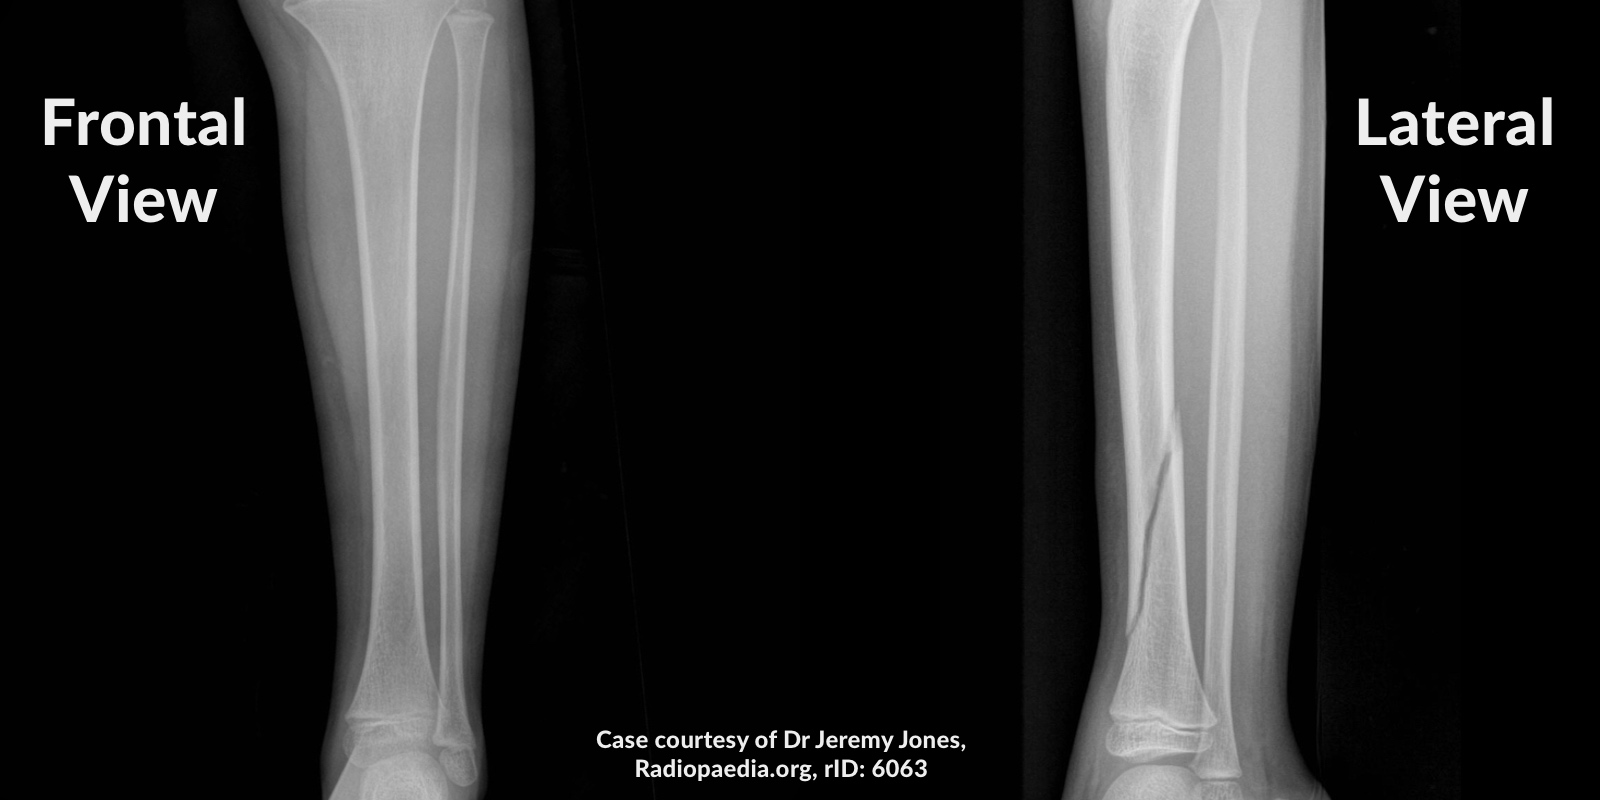 Frontal
View
Lateral
View
Case courtesy of Dr Jeremy Jones,
Radiopaedia.org, rID: 6063